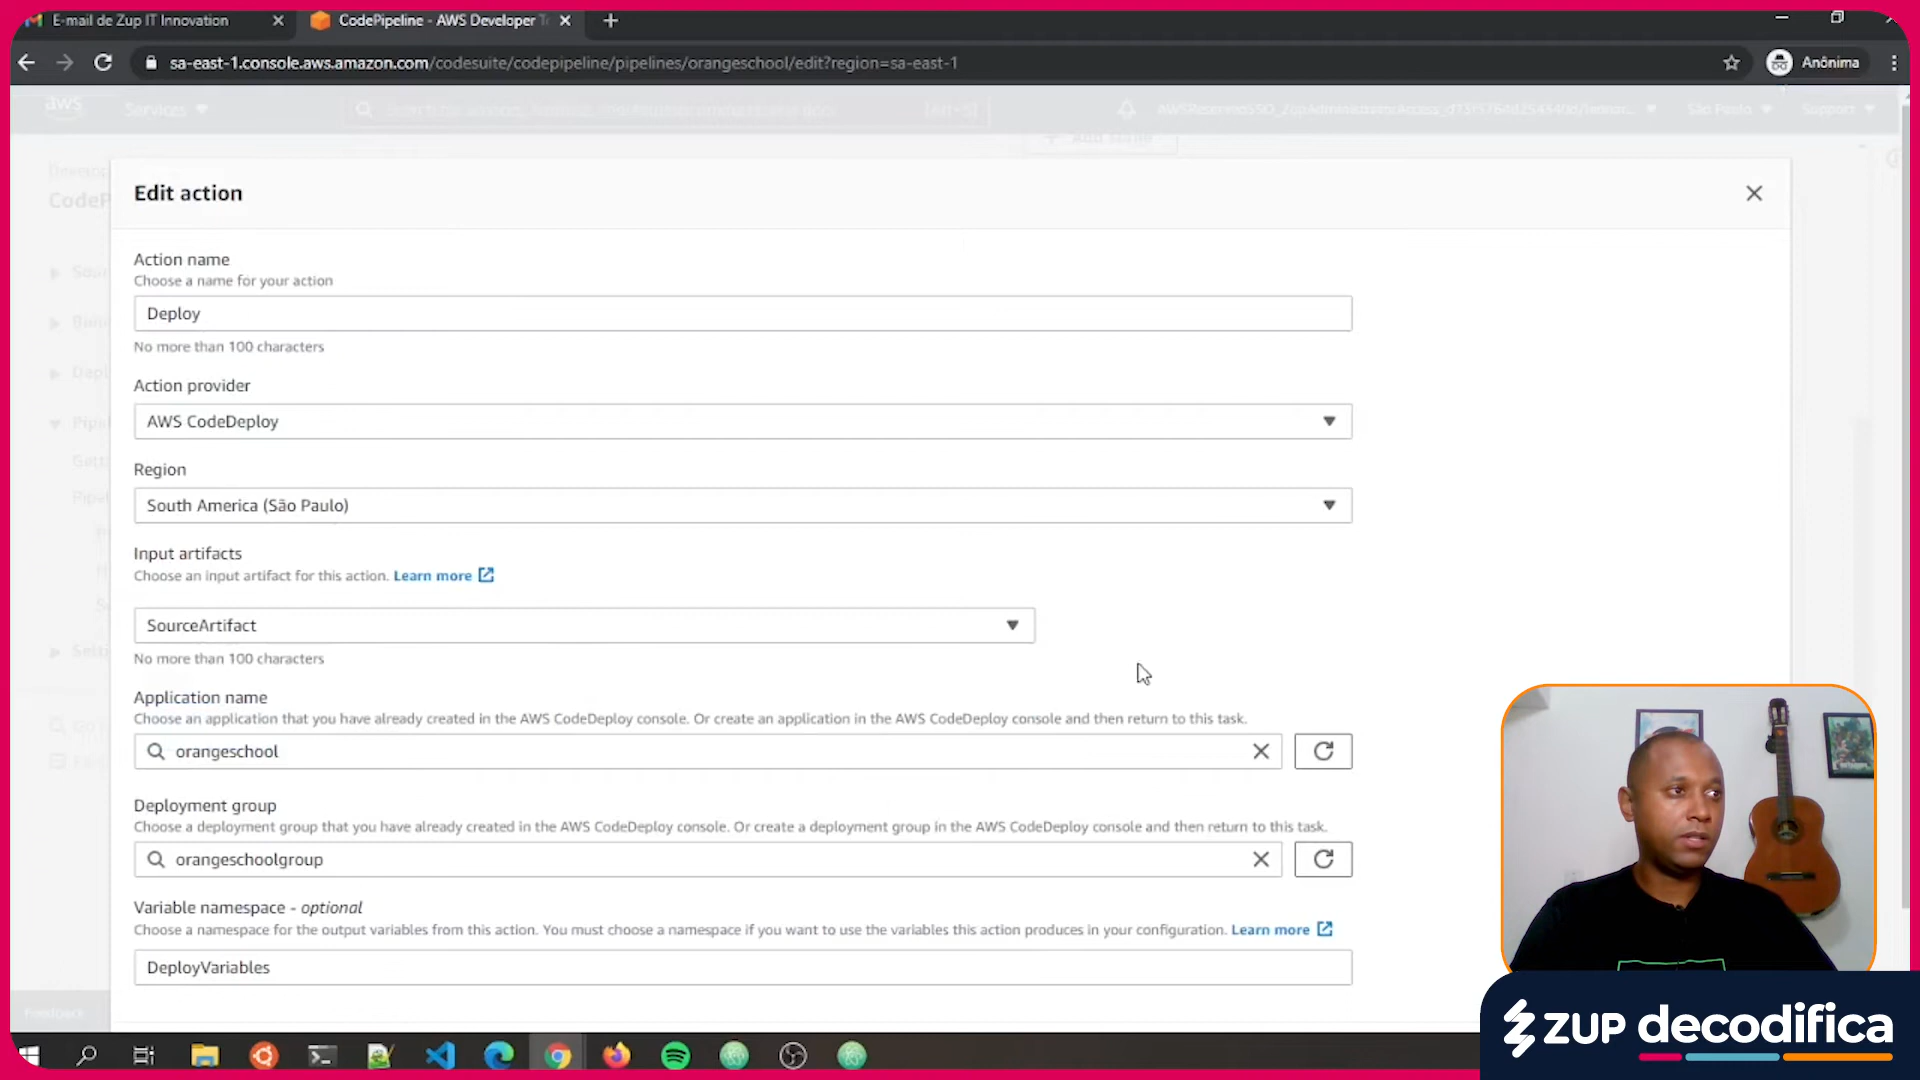 E-mail de Zup IT Innovation
CodePipeline - AWS Developer T
sa-east-1.console.aws.amazon.com/codesuite/codepipeline/pipelines/orangeschool/edit?region=sa-east-1
Anônima
aws
Services
São Paulo
Support
Edit action
Action name
Choose a name for your action
Deploy
No more than 100 characters
Action provider
AWS CodeDeploy
Region
South America (São Paulo)
Input artifacts
Choose an input artifact for this action. Learn more
SourceArtifact
No more than 100 characters
Application name
Choose an application that you have already created in the AWS CodeDeploy console. Or create an application in the AWS CodeDeploy console and then return to this task.
orangeschool
Deployment group
Choose a deployment group that you have already created in the AWS CodeDeploy console. Or create a deployment group in the AWS CodeDeploy console and then return to this task.
orangeschoolgroup
Variable namespace - optional
Choose a namespace for the output variables from this action. You must choose a namespace if you want to use the variables this action produces in your configuration. Learn more
DeployVariables
Feedback
ZUP decodifica